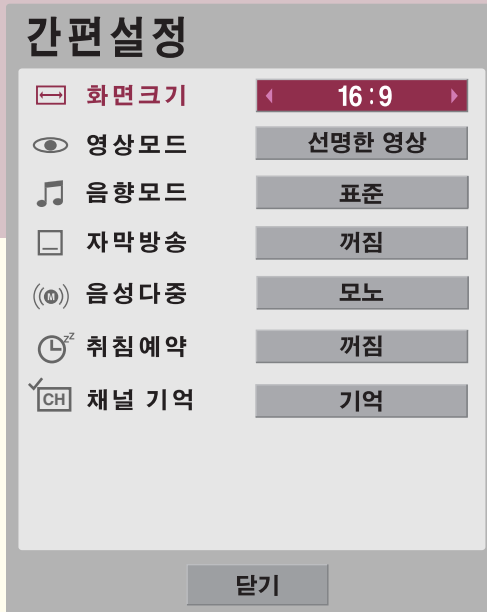 간편설정
화면크기 16:9
영상모드 선명한 영상
음향모드 표준
자막방송 꺼짐
((M)) 음성다중 모노
zz 취침예약 꺼짐
CH 채널 기억 기억
닫기